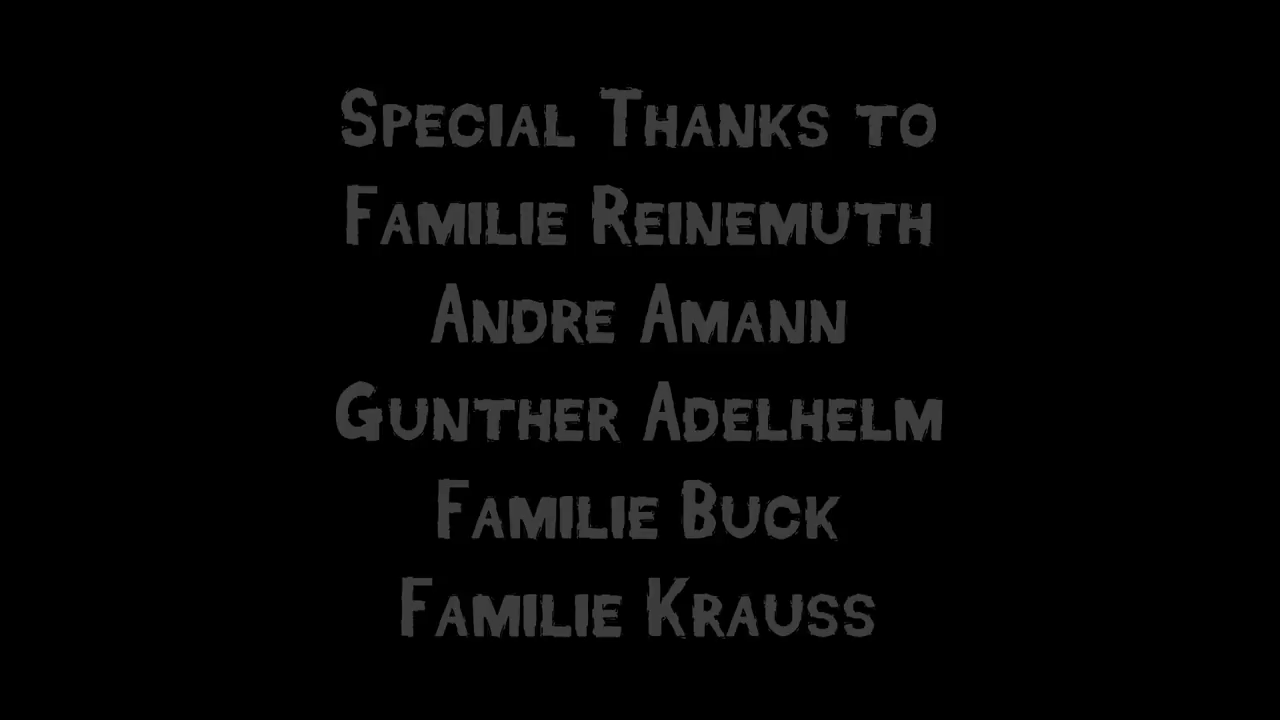 Special Thanks to
Familie Reinemuth
Andre Amann
Gunther Adelhelm
Familie Buck
Familie Krauss